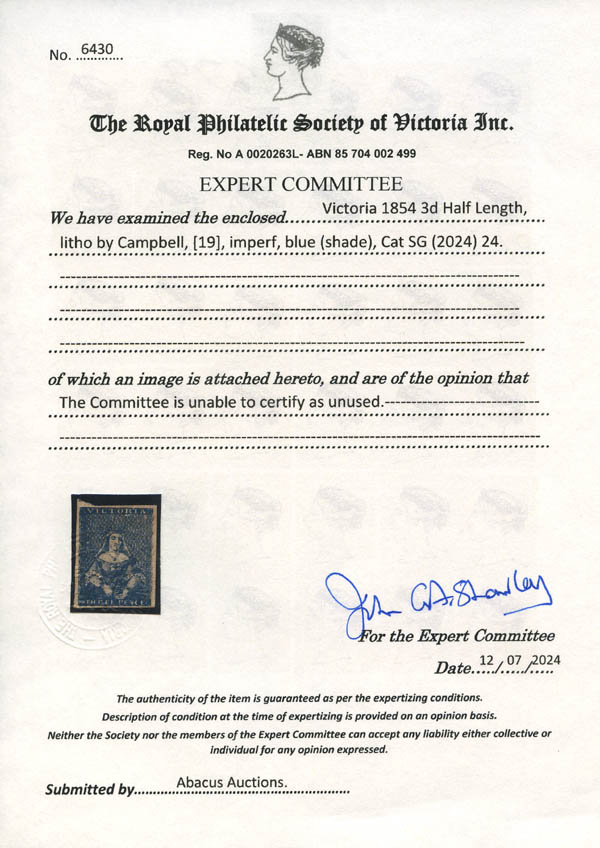 No. 6430
The Royal Philatelic Society of Victoria Inc.
Reg. No A 0020263L- ABN 85 704 002 499
EXPERT COMMITTEE
We have examined the enclosed Victoria 1854 3d Half Length,
litho by Campbell, [19], imperf, blue (shade), Cat SG (2024) 24.
of which an image is attached hereto, and are of the opinion that
The Committee is unable to certify as unused.
VICTORIA
THREE PENCE
THE ROYAL
For the Expert Committee
Date 12 / 07 / 2024
The authenticity of the item is guaranteed as per the expertizing conditions.
Description of condition at the time of expertizing is provided on an opinion basis.
Neither the Society nor the members of the Expert Committee can accept any liability either collective or
individual for any opinion expressed.
Submitted by Abacus Auctions.